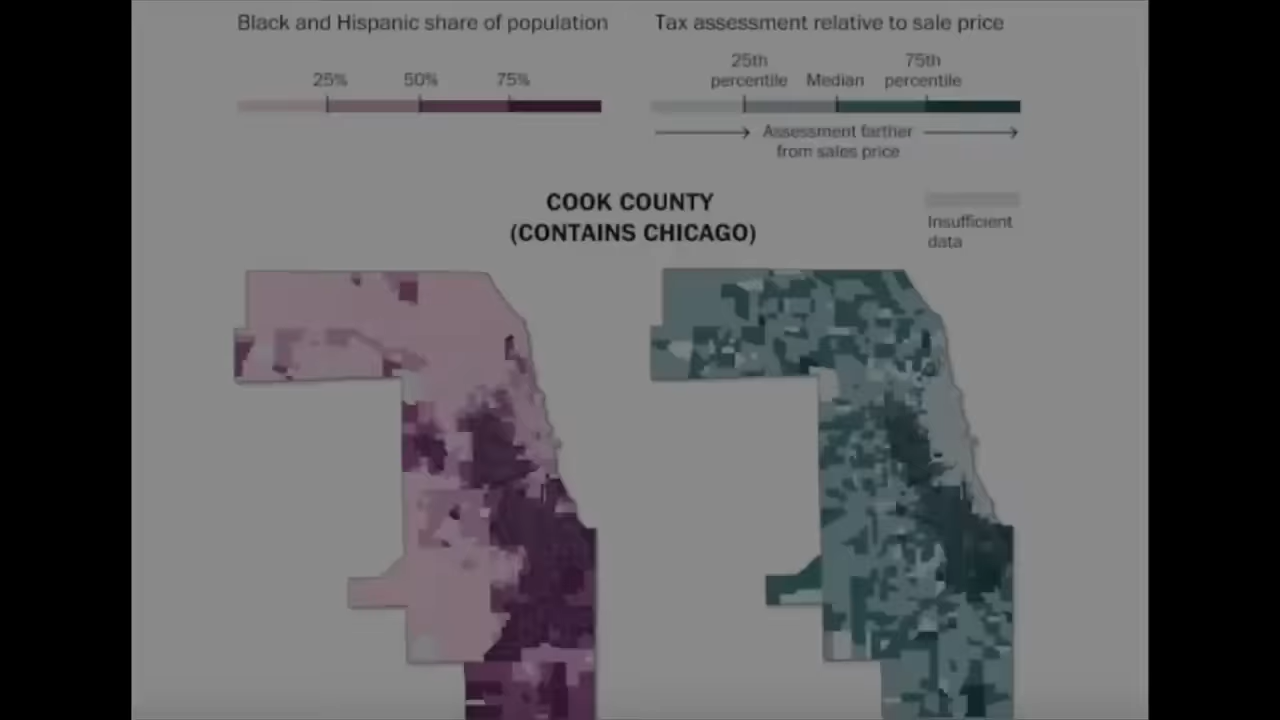 Black and Hispanic share of population
25% 50% 75%
Tax assessment relative to sale price
25th percentile Median 75th percentile
Assessment farther
from sales price
COOK COUNTY
(CONTAINS CHICAGO)
Insufficient
data